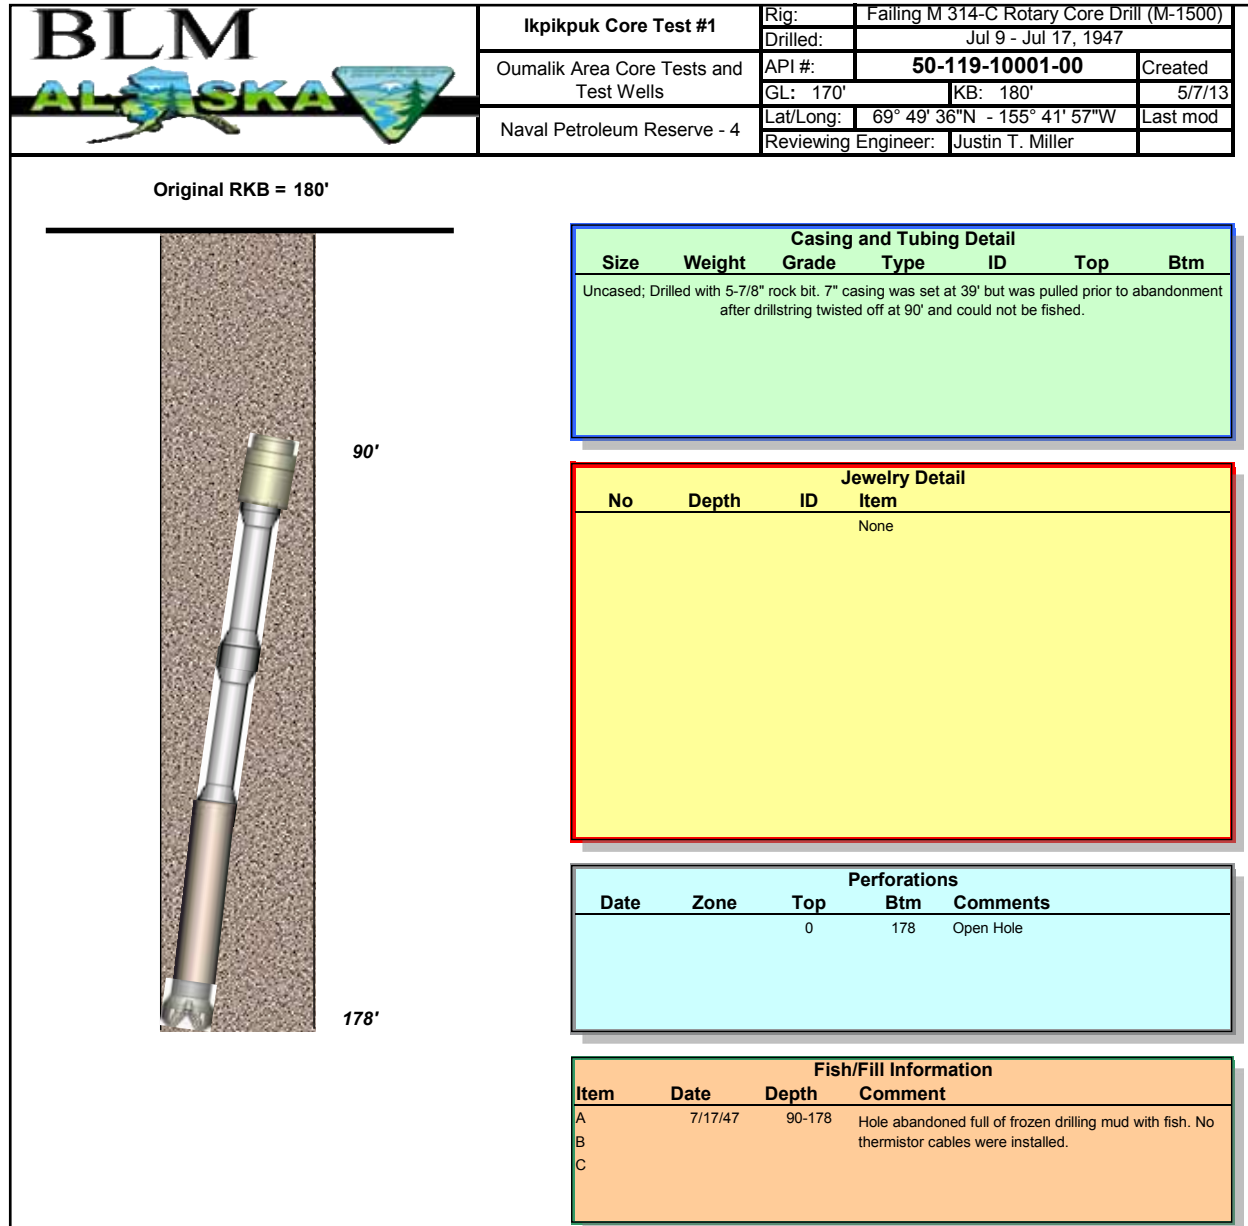 BLM
ALASKA
Ikpikpuk Core Test #1
Oumalik Area Core Tests and
Test Wells
Naval Petroleum Reserve - 4
Rig: Failing M 314-C Rotary Core Drill (M-1500)
Drilled: Jul 9 - Jul 17, 1947
API #: 50-119-10001-00 Created
GL: 170' KB: 180' 5/7/13
Lat/Long: 69° 49' 36"N - 155° 41' 57"W Last mod
Reviewing Engineer: Justin T. Miller
Original RKB = 180'
90'
178'
Casing and Tubing Detail
Size Weight Grade Type ID Top Btm
Uncased; Drilled with 5-7/8" rock bit. 7" casing was set at 39' but was pulled prior to abandonment
after drillstring twisted off at 90' and could not be fished.
Jewelry Detail
No Depth ID Item
None
Perforations
Date Zone Top Btm Comments
0 178 Open Hole
Fish/Fill Information
Item Date Depth Comment
A 7/17/47 90-178 Hole abandoned full of frozen drilling mud with fish. No
B thermistor cables were installed.
C